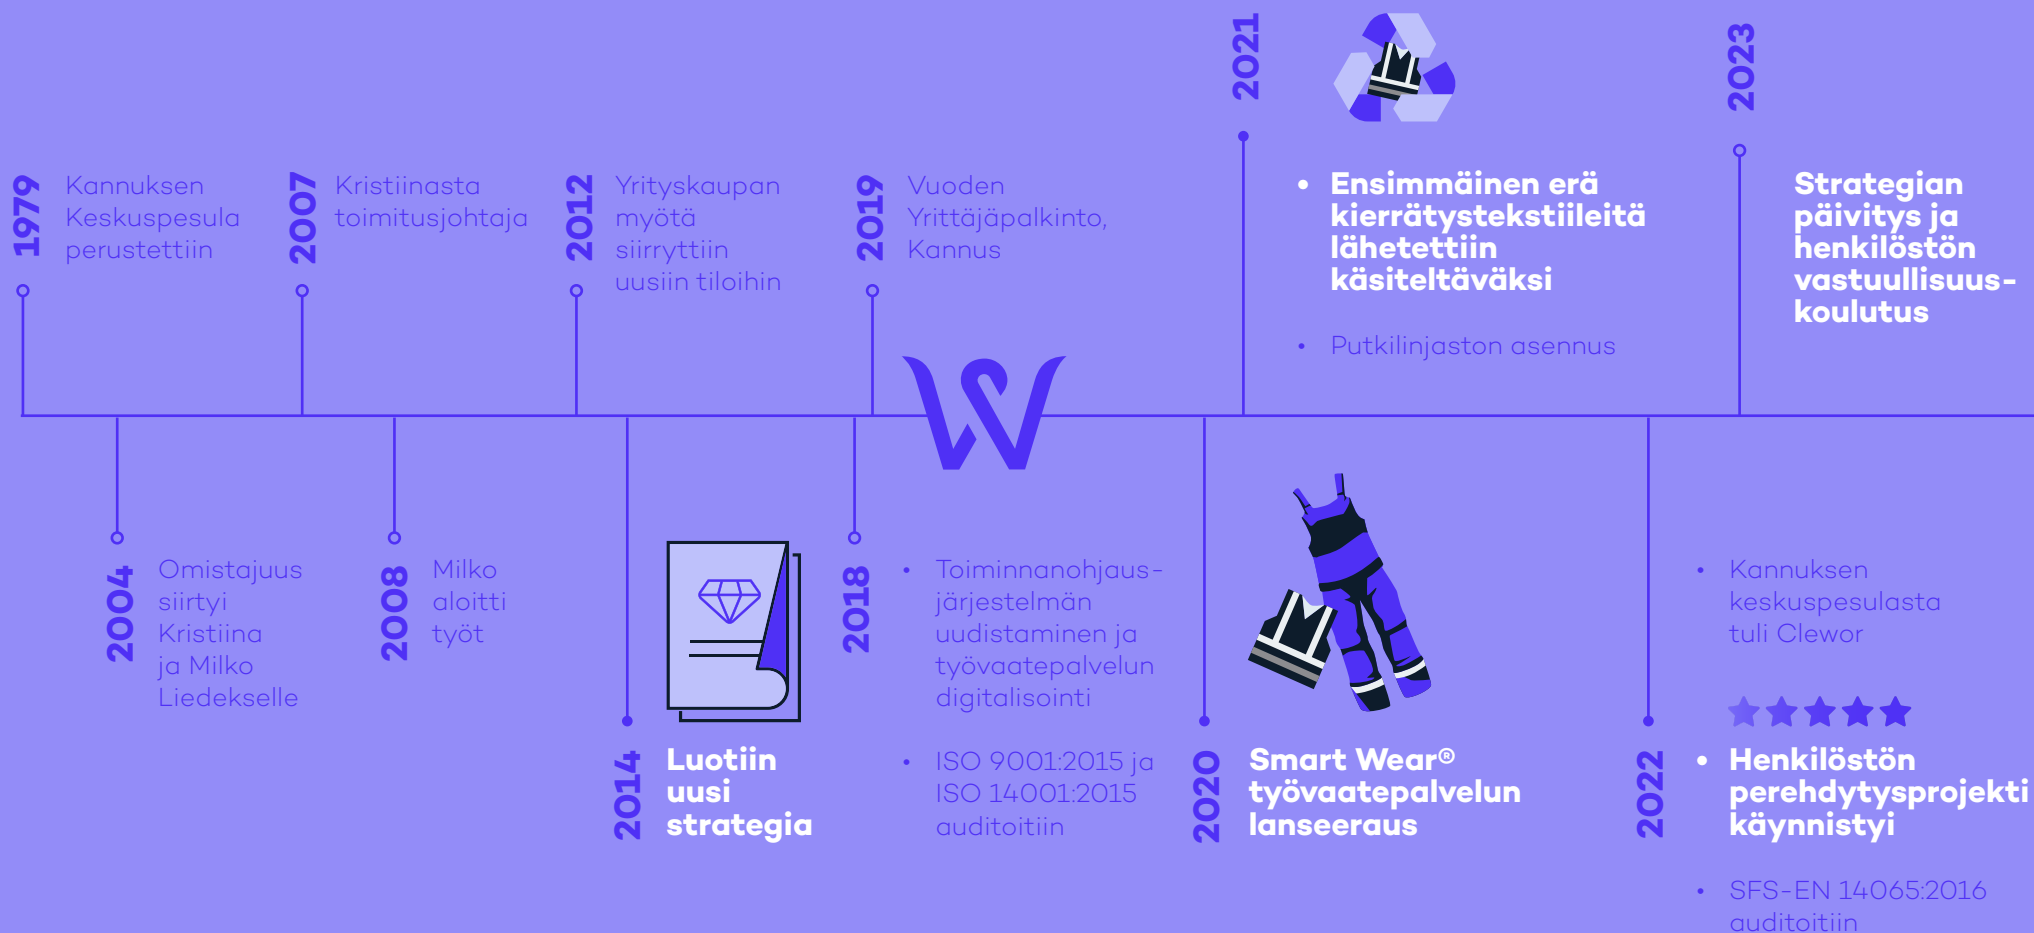 1979
Kannuksen
Keskuspesula
perustettiin
2004
Omistajuus
siirtyi
Kristiina
ja Milko
Liedekselle
2007
Kristiinasta
toimitusjohtaja
2008
Milko
aloitti
työt
2012
Yrityskaupan
myötä
siirryttiin
uusiin tiloihin
2014
Luotiin
uusi
strategia
2018
• Toiminnanohjaus-
järjestelmän
uudistaminen ja
työvaatepalvelun
digitalisointi
• ISO 9001:2015 ja
ISO 14001:2015
auditoitiin
2019
Vuoden
Yrittäjäpalkinto,
Kannus
W
2020
Smart Wear®
työvaatepalvelun
lanseeraus
2021
• Ensimmäinen erä
kierrätystekstiileitä
lähetettiin
käsiteltäväksi
• Putkilinjaston asennus
2022
• Kannuksen
keskuspesulasta
tuli Clewor
• Henkilöstön
perehdytysprojekti
käynnistyi
• SFS-EN 14065:2016
auditoitiin
2023
Strategian
päivitys ja
henkilöstön
vastuullisuus-
koulutus